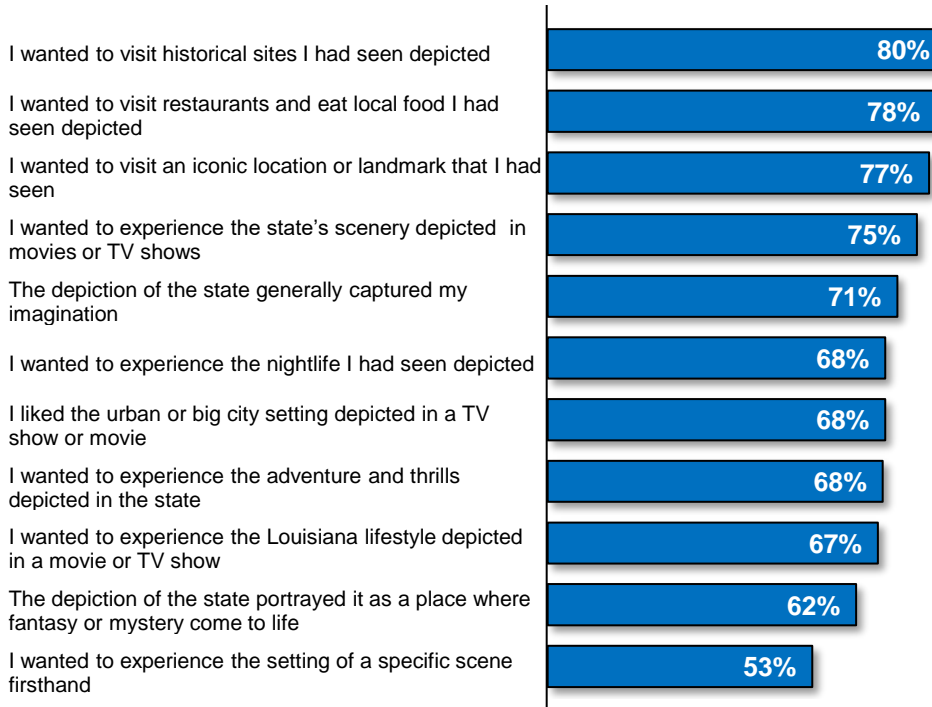 I wanted to visit historical sites I had seen depicted
80%
I wanted to visit restaurants and eat local food I had
seen depicted
78%
I wanted to visit an iconic location or landmark that I had
seen
77%
I wanted to experience the state’s scenery depicted  in
movies or TV shows
75%
The depiction of the state generally captured my
imagination
71%
I wanted to experience the nightlife I had seen depicted
68%
I liked the urban or big city setting depicted in a TV
show or movie
68%
I wanted to experience the adventure and thrills
depicted in the state
68%
I wanted to experience the Louisiana lifestyle depicted
in a movie or TV show
67%
The depiction of the state portrayed it as a place where
fantasy or mystery come to life
62%
I wanted to experience the setting of a specific scene
firsthand
53%